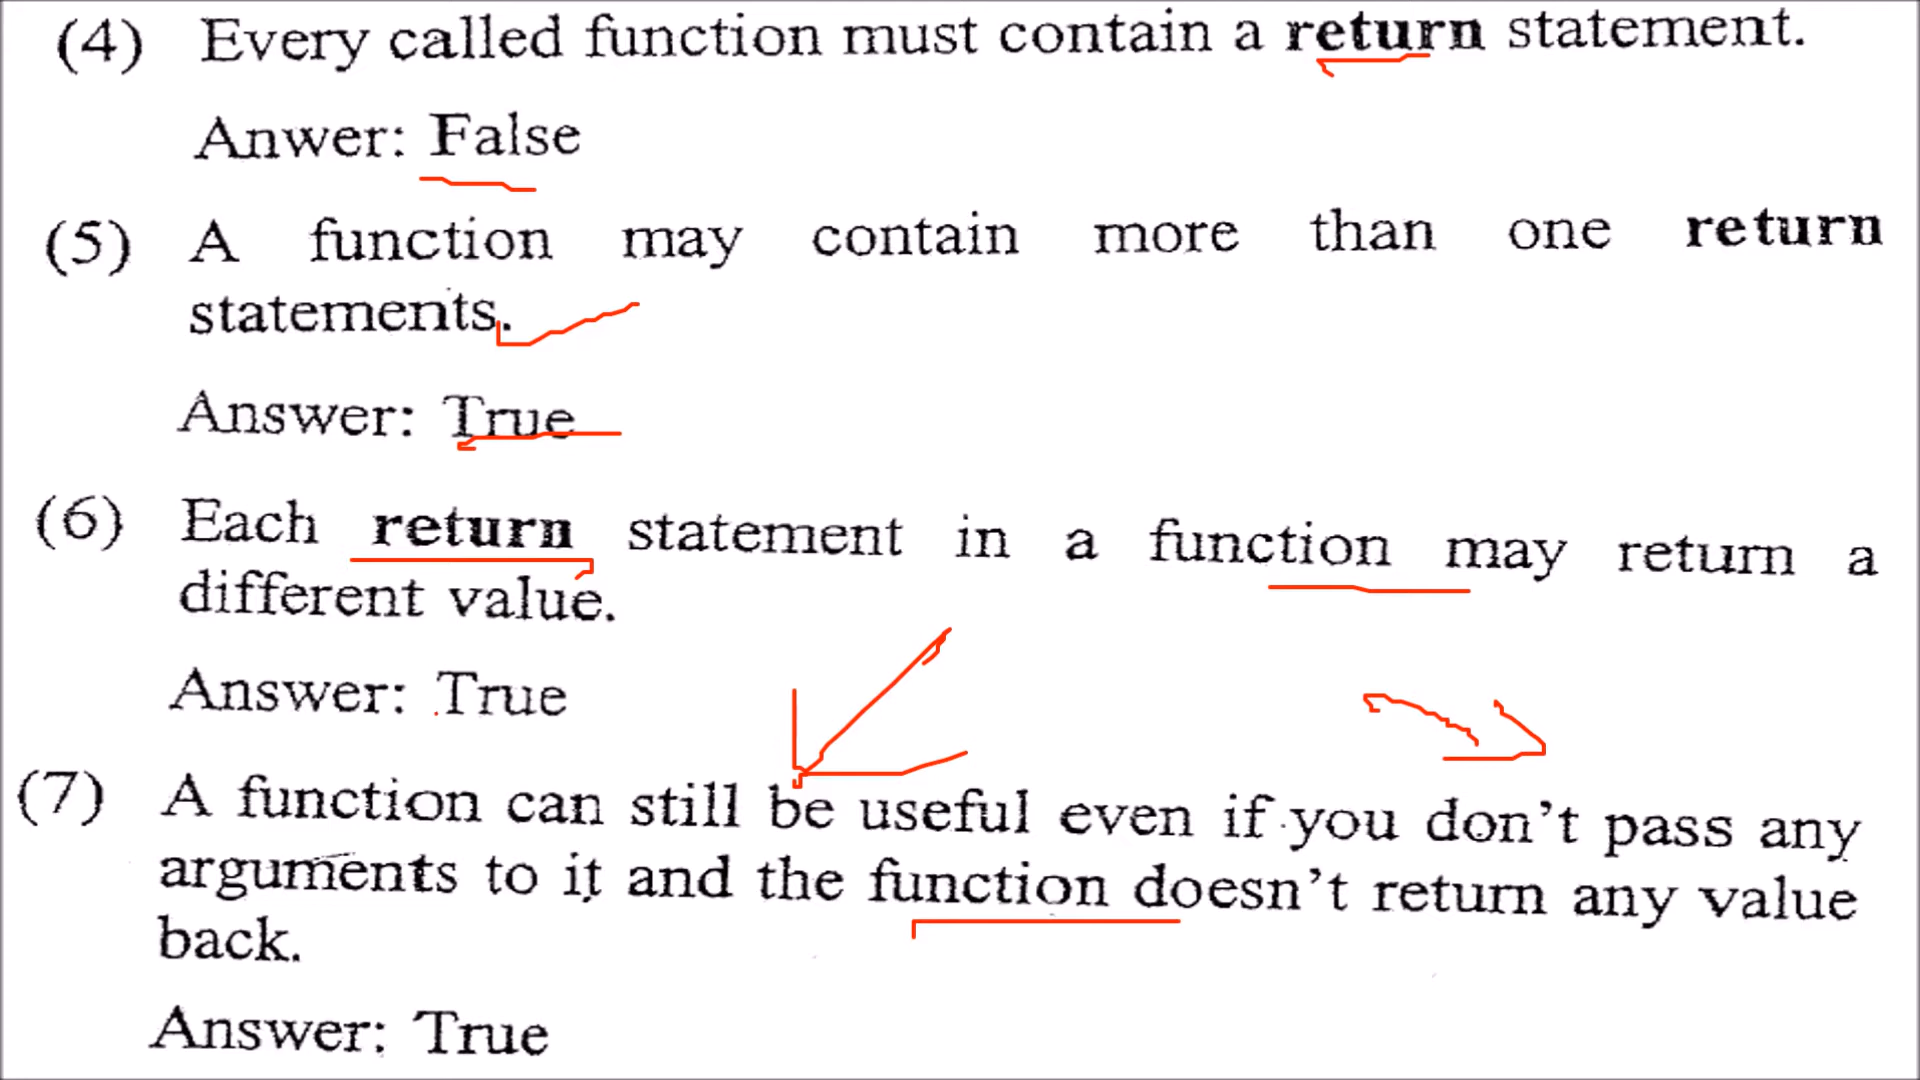 (4) Every called function must contain a return statement.
Anwer: False
(5) A function may contain more than one return
statements.
Answer: True
(6) Each return statement in a function may return a
different value.
Answer: True
(7) A function can still be useful even if you don't pass any
arguments to it and the function doesn't return any value
back.
Answer: True